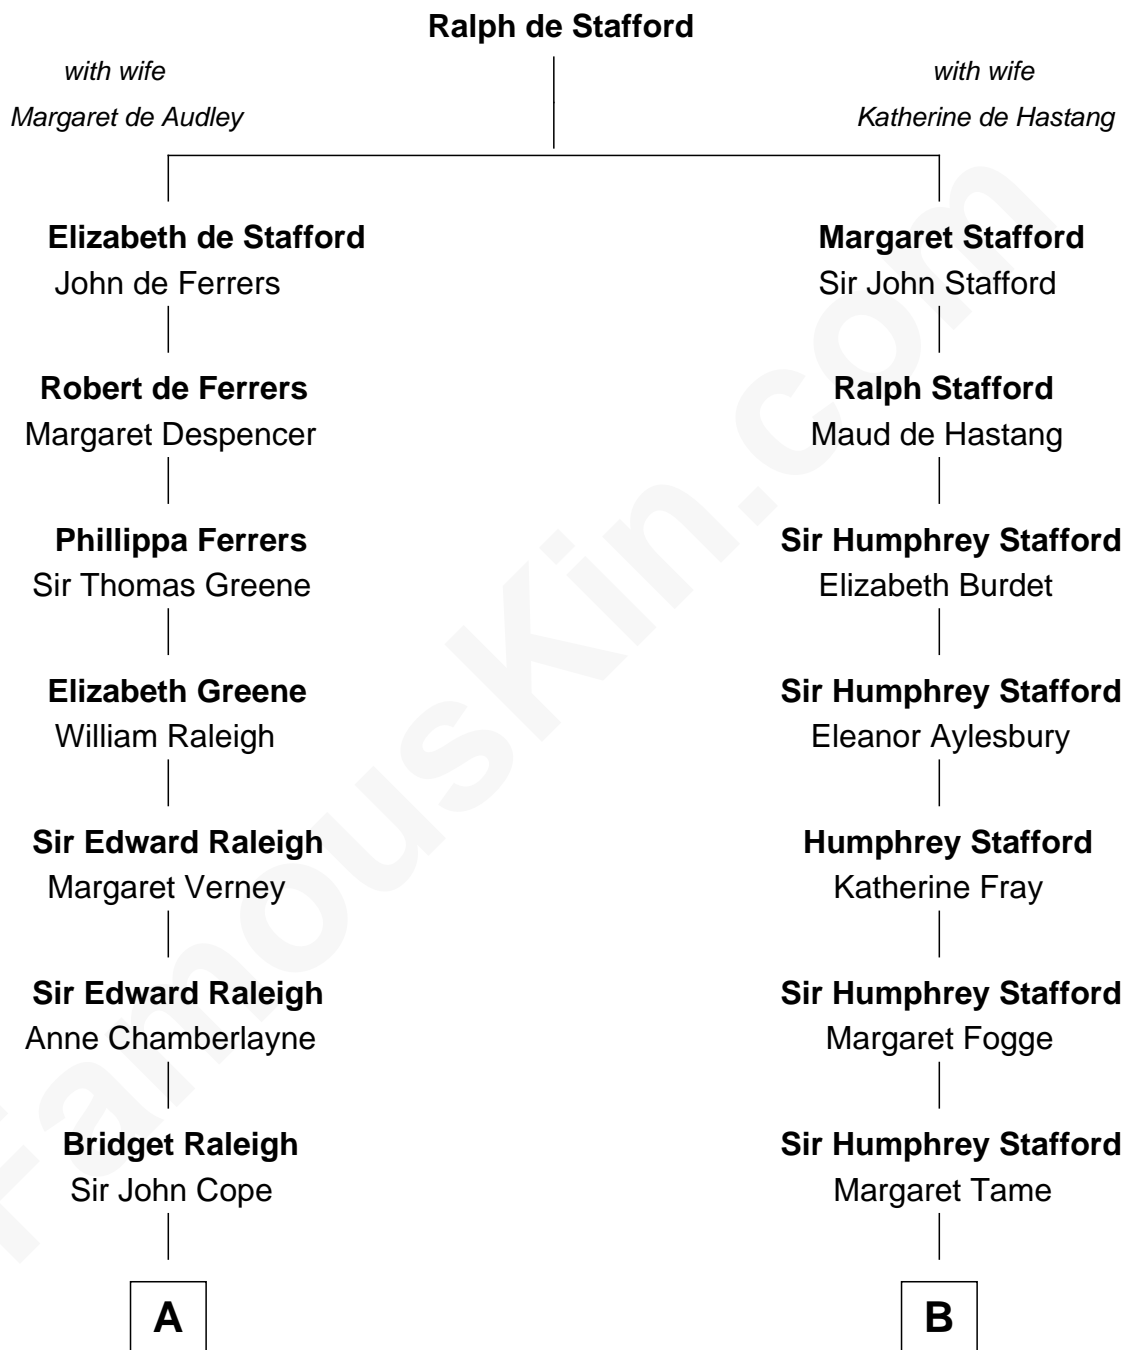 Ralph de Stafford
with wife
Margaret de Audley
with wife
Katherine de Hastang
Elizabeth de Stafford
John de Ferrers
Margaret Stafford
Sir John Stafford
Robert de Ferrers
Margaret Despencer
Ralph Stafford
Maud de Hastang
Phillippa Ferrers
Sir Thomas Greene
Sir Humphrey Stafford
Elizabeth Burdet
Elizabeth Greene
William Raleigh
Sir Humphrey Stafford
Eleanor Aylesbury
Sir Edward Raleigh
Margaret Verney
Humphrey Stafford
Katherine Fray
Sir Edward Raleigh
Anne Chamberlayne
Sir Humphrey Stafford
Margaret Fogge
Bridget Raleigh
Sir John Cope
Sir Humphrey Stafford
Margaret Tame
A
B
FamousKin.com